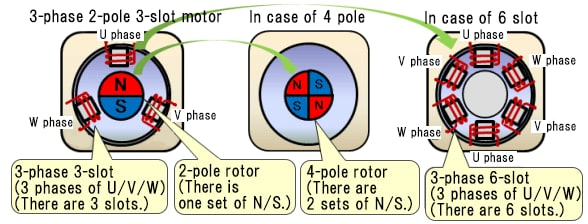 3-phase 2-pole 3-slot motor
U phase
N
S
W phase
V phase
3-phase 3-slot
(3 phases of U/V/W)
(There are 3 slots.)
2-pole rotor
(There is
one set of N/S.)
In case of 4 pole
N
S
S
N
4-pole rotor
(There are
2 sets of N/S.)
In case of 6 slot
U phase
V phase
W phase
W phase
V phase
U phase
3-phase 6-slot
(3 phases of U/V/W)
(There are 6 slots.)